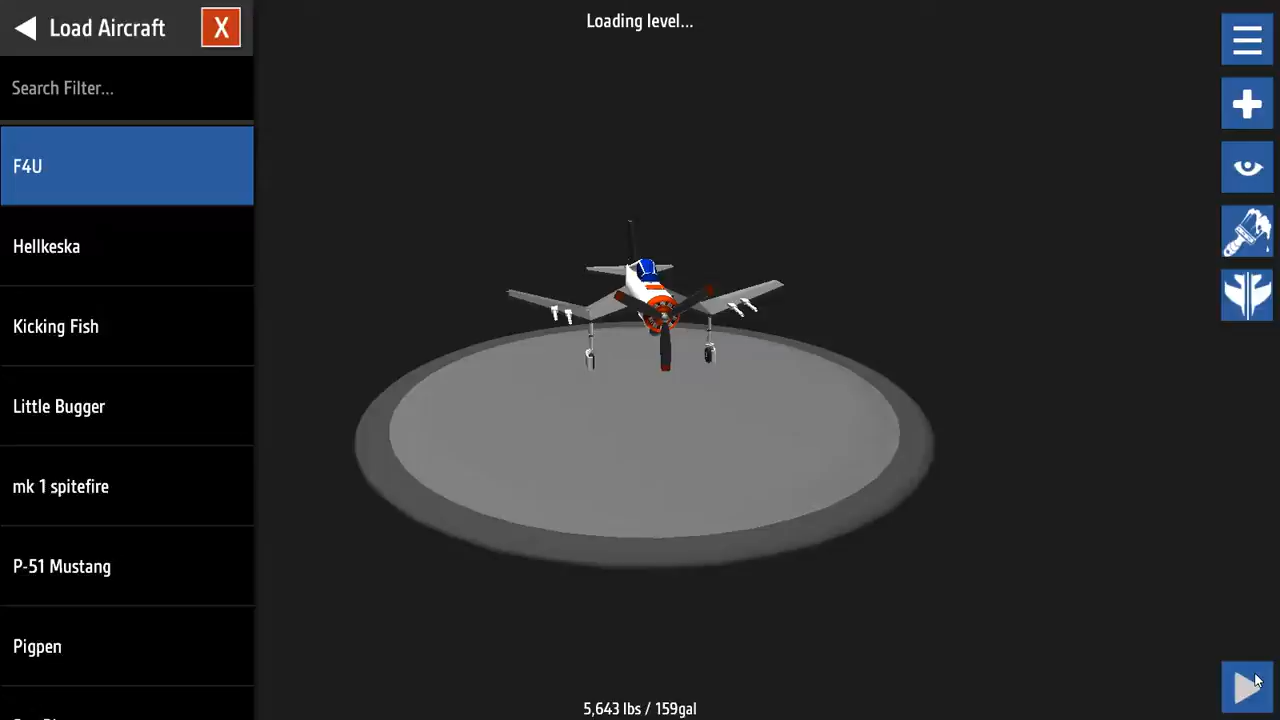 Load Aircraft
X
Loading level...
Search Filter...
F4U
Hellkeska
Kicking Fish
Little Bugger
mk 1 spitefire
P-51 Mustang
Pigpen
5,643 lbs / 159gal